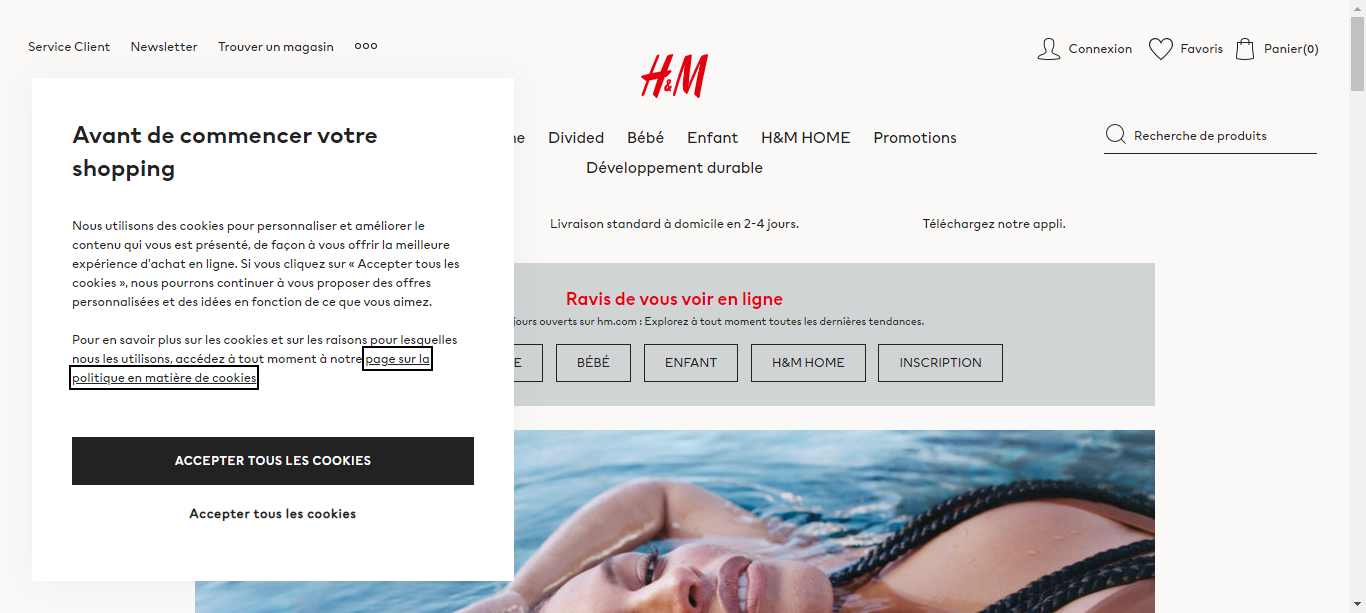 Service Client Newsletter Trouver un magasin
Connexion Favoris Panier(0)
H&M
Divided Bébé Enfant H&M HOME Promotions
Développement durable
Recherche de produits
Livraison standard à domicile en 2-4 jours. Téléchargez notre appli.
Avant de commencer votre
shopping
Nous utilisons des cookies pour personnaliser et améliorer le
contenu qui vous est présenté, de façon à vous offrir la meilleure
expérience d'achat en ligne. Si vous cliquez sur « Accepter tous les
cookies », nous pourrons continuer à vous proposer des offres
personnalisées et des idées en fonction de ce que vous aimez.
Pour en savoir plus sur les cookies et sur les raisons pour lesquelles
nous les utilisons, accédez à tout moment à notre page sur la
politique en matière de cookies
ACCEPTER TOUS LES COOKIES
Accepter tous les cookies
Ravis de vous voir en ligne
jours ouverts sur hm.com : Explorez à tout moment toutes les dernières tendances.
BÉBÉ ENFANT H&M HOME INSCRIPTION